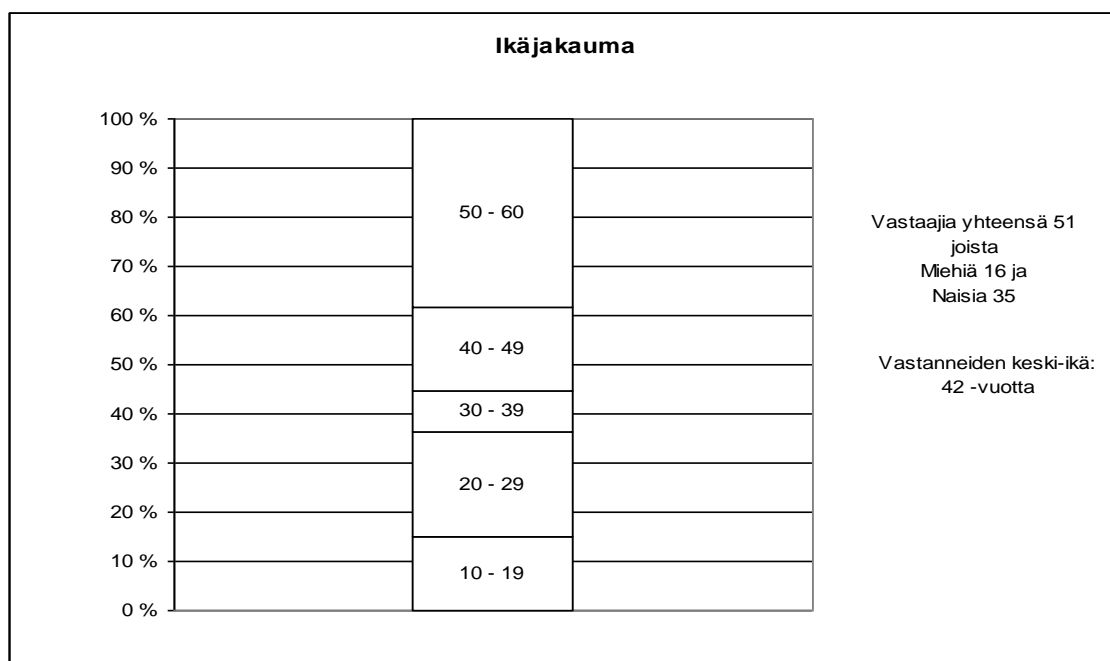 Ikäjakauma
100 %
90 %
80 %
70 %
60 %
50 %
40 %
30 %
20 %
10 %
0 %
50 - 60
40 - 49
30 - 39
20 - 29
10 - 19
Vastaajia yhteensä 51
joista
Miehiä 16 ja
Naisia 35
Vastanneiden keski-ikä:
42 -vuotta